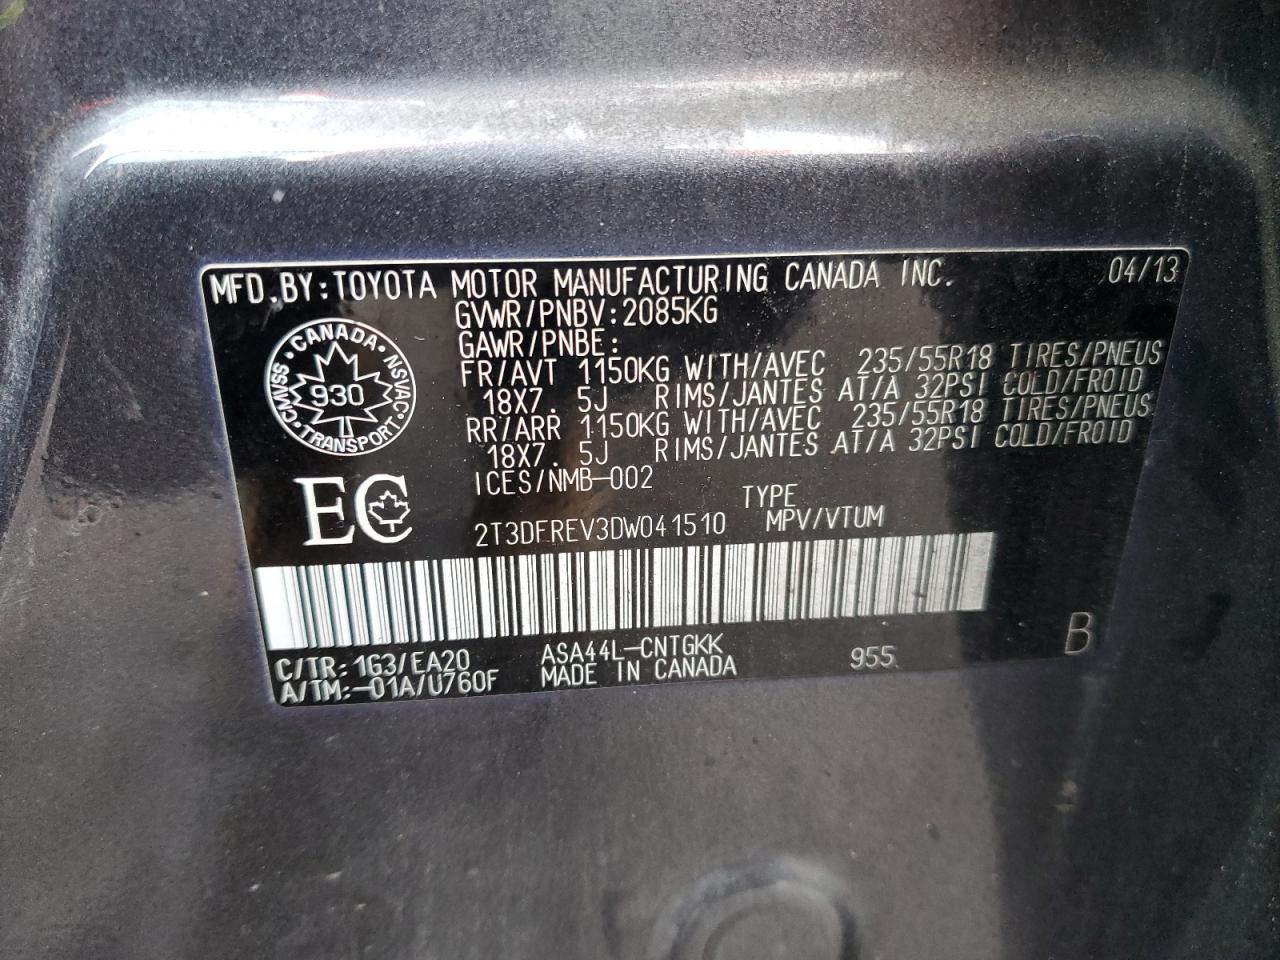 MFD.BY:TOYOTA MOTOR MANUFACTURING CANADA INC. 04/13
GVWR/PNBV:2085KG
GAWR/PNBE:
FR/AVT 1150KG WITH/AVEC 235/55R18 TIRES/PNEUS
18X7.5J RIMS/JANTES AT/A 32PSI COLD/FROID
RR/ARR 1150KG WITH/AVEC 235/55R18 TIRES/PNEUS
18X7.5J RIMS/JANTES AT/A 32PSI COLD/FROID
ICES/NMB-002
CANADA
CMVSS NSVAC
930
TRANSPORT
EC
TYPE
2T3DFREV3DW041510 MPV/VTUM
C/TR:1G3/EA20 ASA44L-CNTGKK 955 B
A/TM:-01A/U760F MADE IN CANADA